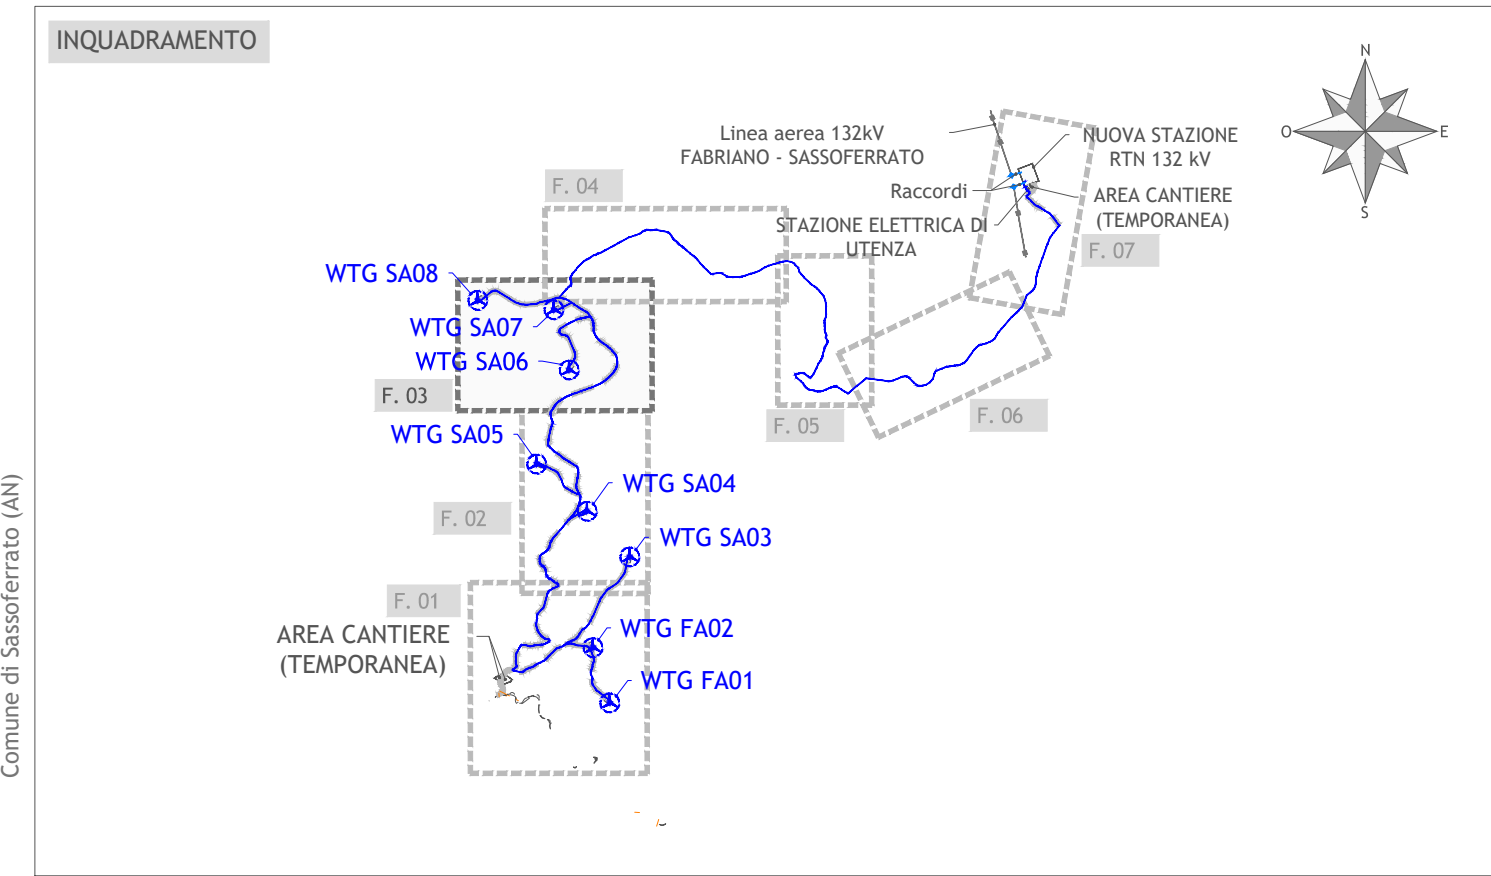 INQUADRAMENTO
N
O
E
S
Linea aerea 132kV
FABRIANO - SASSOFERRATO
NUOVA STAZIONE
RTN 132 kV
Raccordi
AREA CANTIERE
(TEMPORANEA)
STAZIONE ELETTRICA DI
UTENZA
F. 04
F. 07
WTG SA08
WTG SA07
WTG SA06
F. 03
F. 05
F. 06
WTG SA05
WTG SA04
F. 02
WTG SA03
F. 01
AREA CANTIERE
(TEMPORANEA)
WTG FA02
WTG FA01
Comune di Sassoferrato (AN)